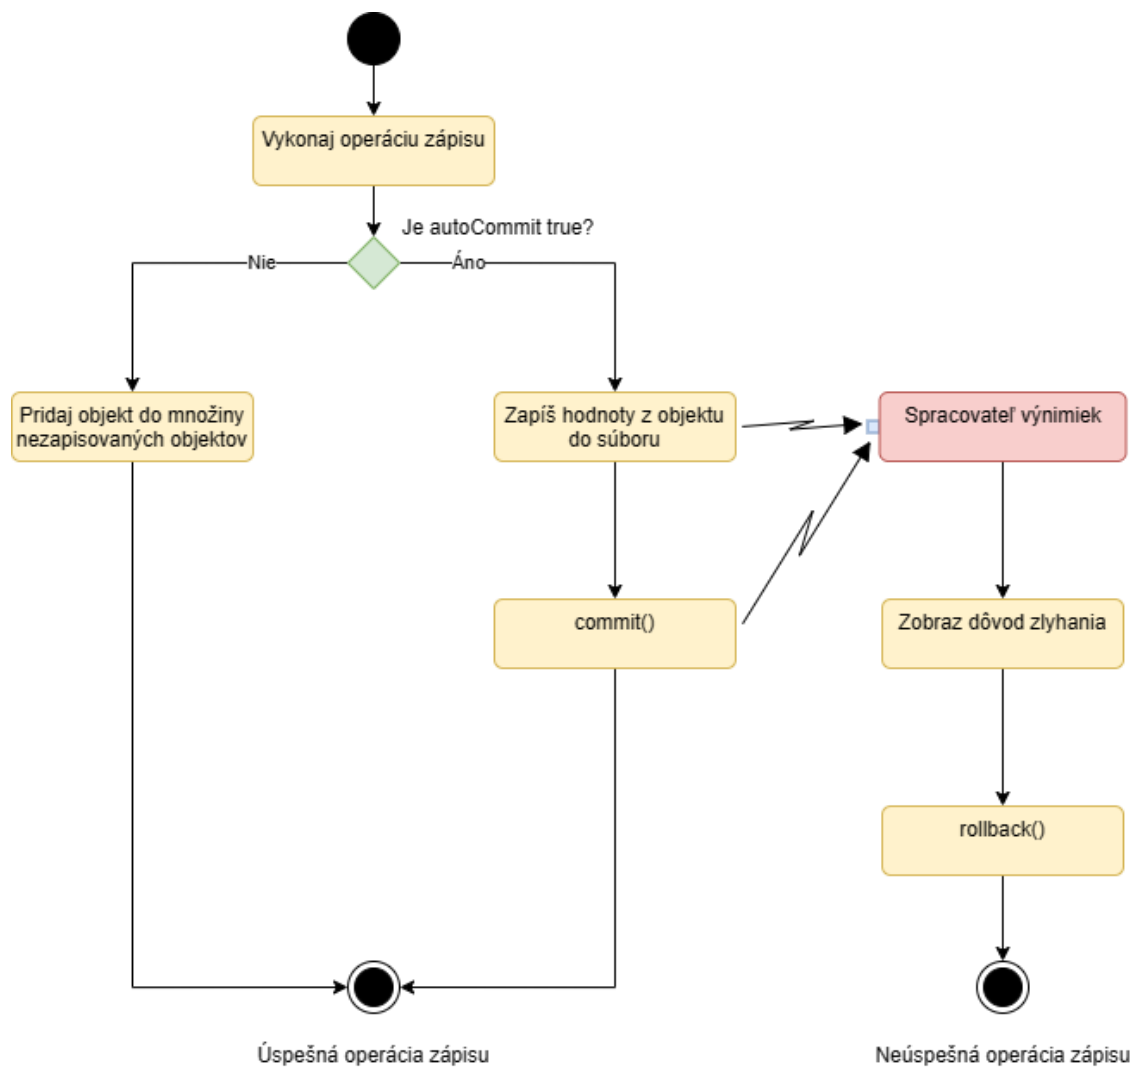 Vykonaj operáciu zápisu
Je autoCommit true?
Nie
Áno
Pridaj objekt do množiny
nezapisovaných objektov
Zapíš hodnoty z objektu
do súboru
Spracovateľ výnimiek
commit()
Zobraz dôvod zlyhania
rollback()
Úspešná operácia zápisu
Neúspešná operácia zápisu